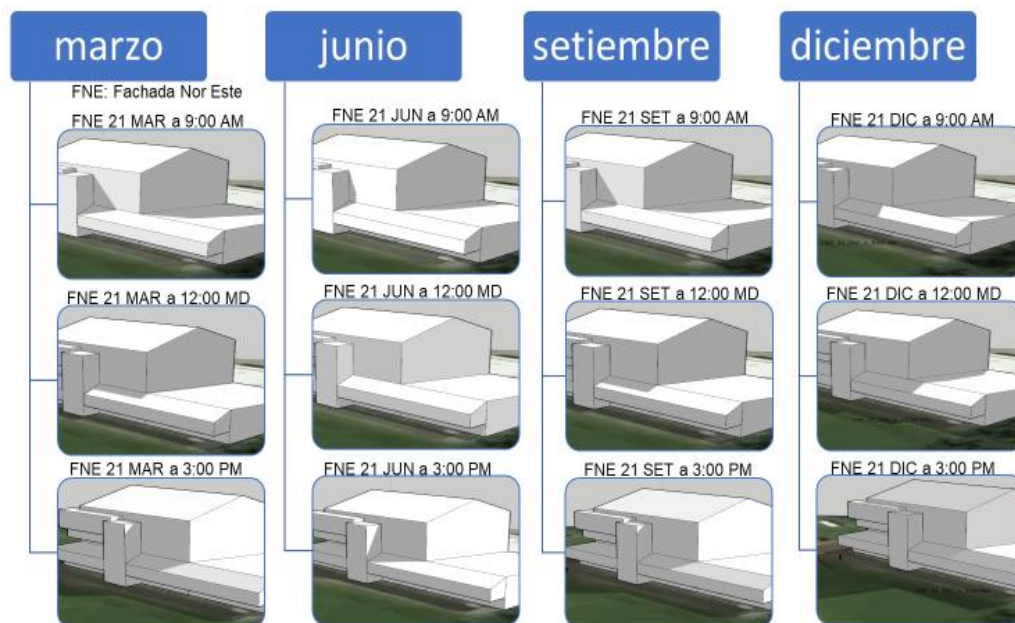 marzo
junio
setiembre
diciembre
FNE: Fachada Nor Este
FNE 21 MAR a 9:00 AM
FNE 21 JUN a 9:00 AM
FNE 21 SET a 9:00 AM
FNE 21 DIC a 9:00 AM
FNE 21 MAR a 12:00 MD
FNE 21 JUN a 12:00 MD
FNE 21 SET a 12:00 MD
FNE 21 DIC a 12:00 MD
FNE 21 MAR a 3:00 PM
FNE 21 JUN a 3:00 PM
FNE 21 SET a 3:00 PM
FNE 21 DIC a 3:00 PM